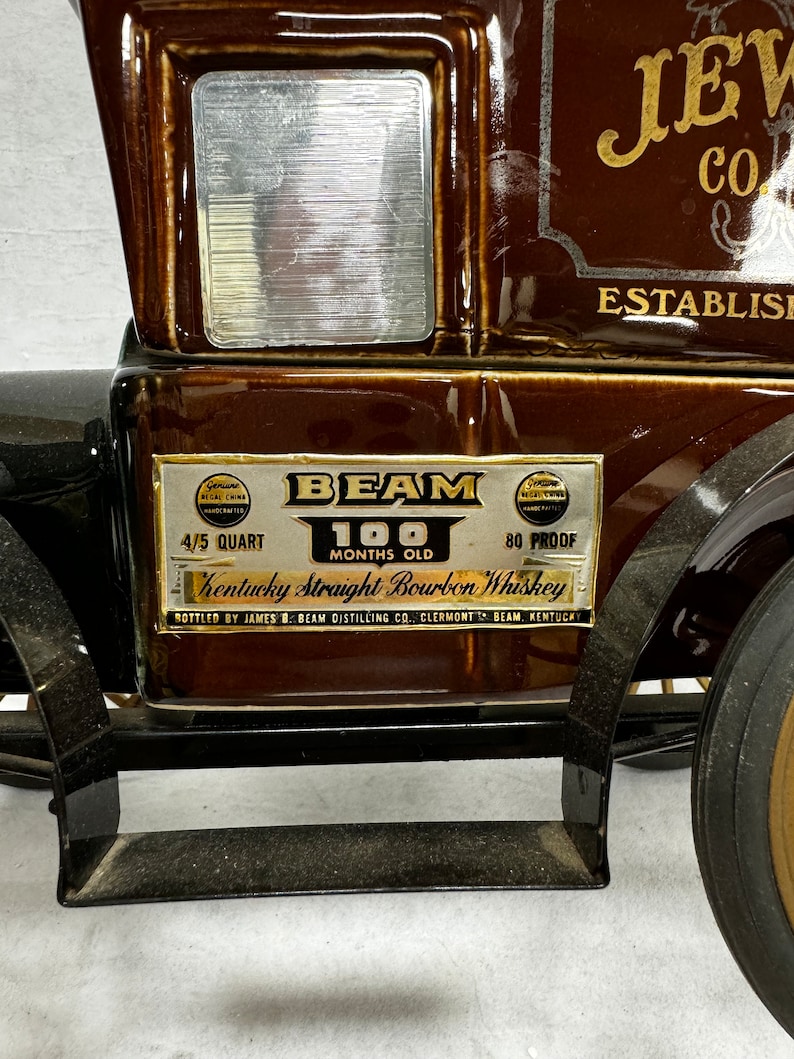 JEW
CO.
ESTABLIS
Genuine
REGAL CHINA
HANDCRAFTED
BEAM
Genuine
REGAL CHINA
HANDCRAFTED
4/5 QUART
100
MONTHS OLD
80 PROOF
Kentucky Straight Bourbon Whiskey
BOTTLED BY JAMES B. BEAM DISTILLING CO., CLERMONT - BEAM, KENTUCKY